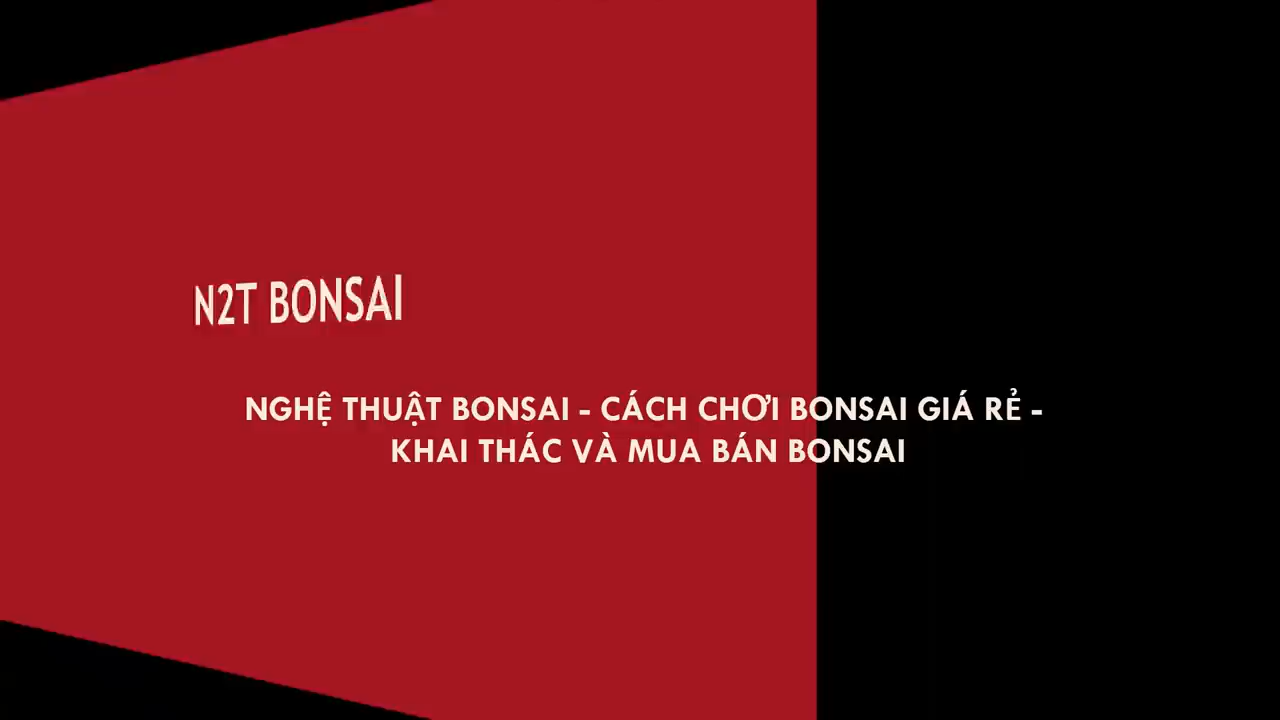 N2T BONSAI
NGHỆ THUẬT BONSAI - CÁCH CHƠI BONSAI GIÁ RẺ -
KHAI THÁC VÀ MUA BÁN BONSAI